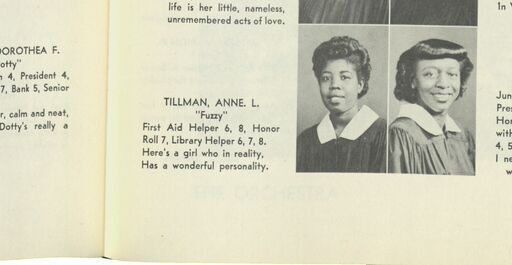 DOROTHEA F.
otty"
4, President 4,
7, Bank 5, Senior
r, calm and neat,
Dotty's really a
life is her little, nameless,
unremembered acts of love.
TILLMAN, ANNE. L.
"Fuzzy"
First Aid Helper 6, 8, Honor
Roll 7, Library Helper 6, 7, 8.
Here's a girl who in reality,
Has a wonderful personality.
In
Jun
Pres
Hon
with
4, 5
I ne
w